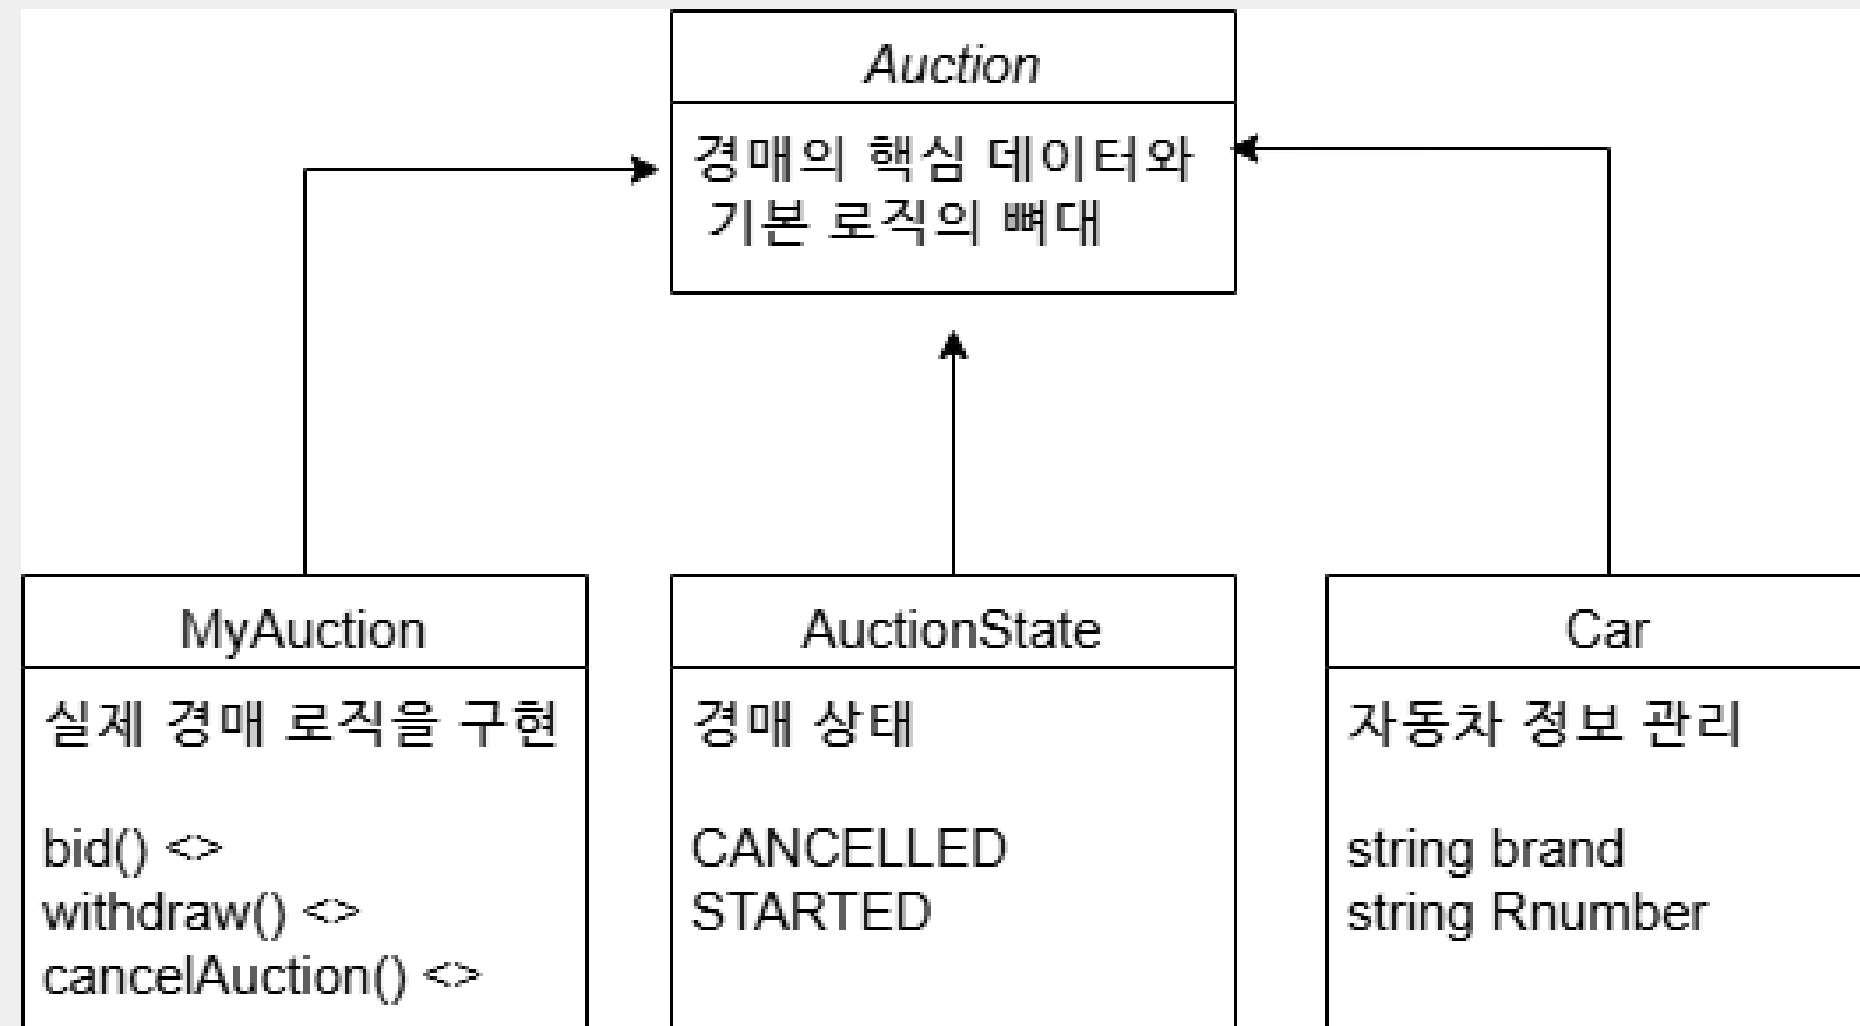 Auction
경매의 핵심 데이터와
기본 로직의 뼈대
MyAuction
실제 경매 로직을 구현
bid() <>
withdraw() <>
cancelAuction() <>
AuctionState
경매 상태
CANCELLED
STARTED
Car
자동차 정보 관리
string brand
string Rnumber